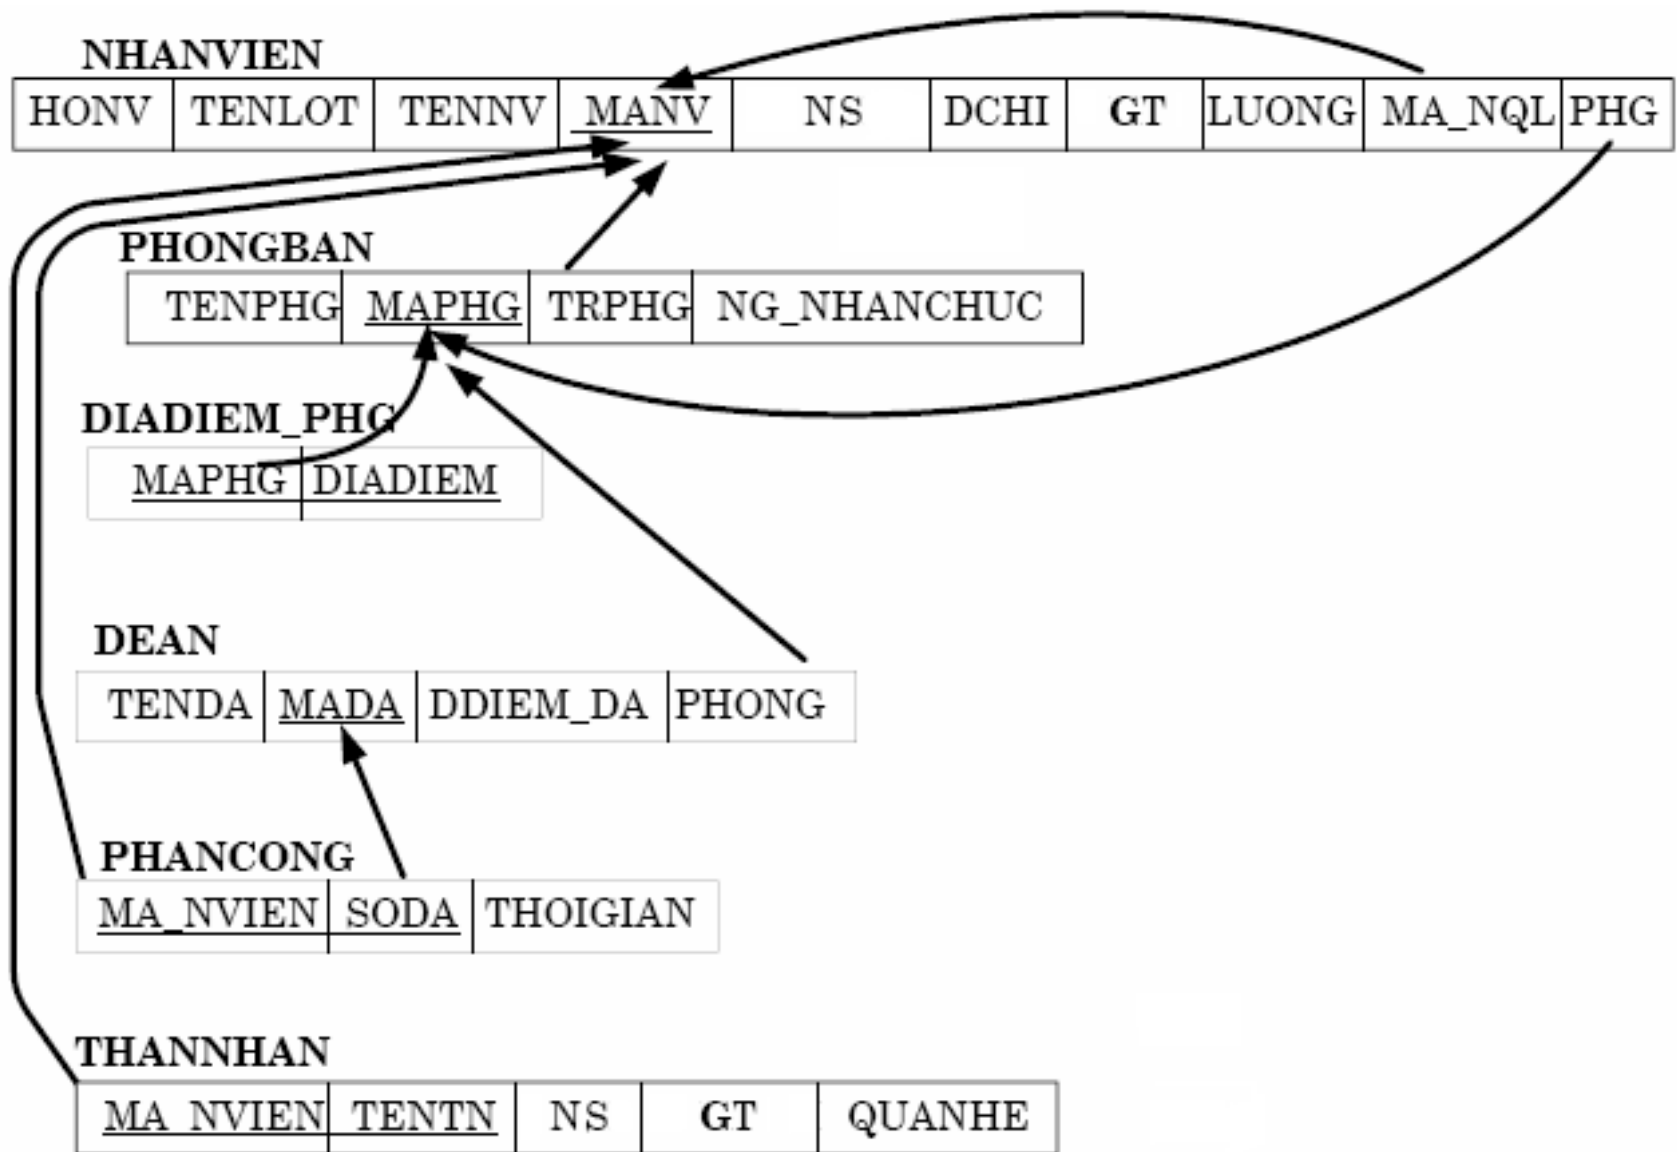 NHANVIEN
HONV TENLOT TENNV MANV NS DCHI GT LUONG MA_NQL PHG
PHONGBAN
TENPHG MAPHG TRPHG NG_NHANCHUC
DIADIEM_PHG
MAPHG DIADIEM
DEAN
TENDA MADA DDIEM_DA PHONG
PHANCONG
MA_NVIEN SODA THOIGIAN
THANNHAN
MA_NVIEN TENTN NS GT QUANHE